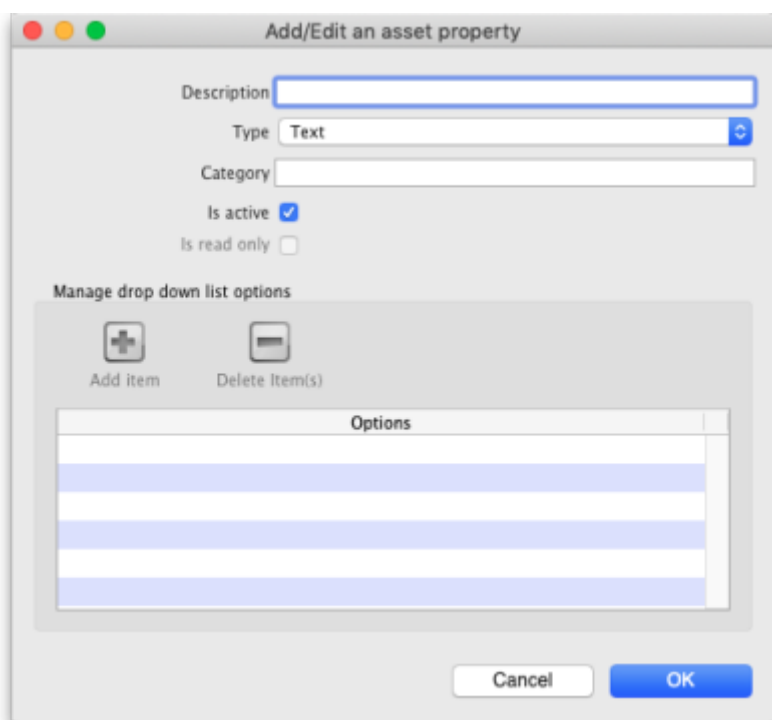 Add/Edit an asset property
Description
Type Text
Category
Is active
Is read only
Manage drop down list options
Add item Delete Item(s)
Options
Cancel OK